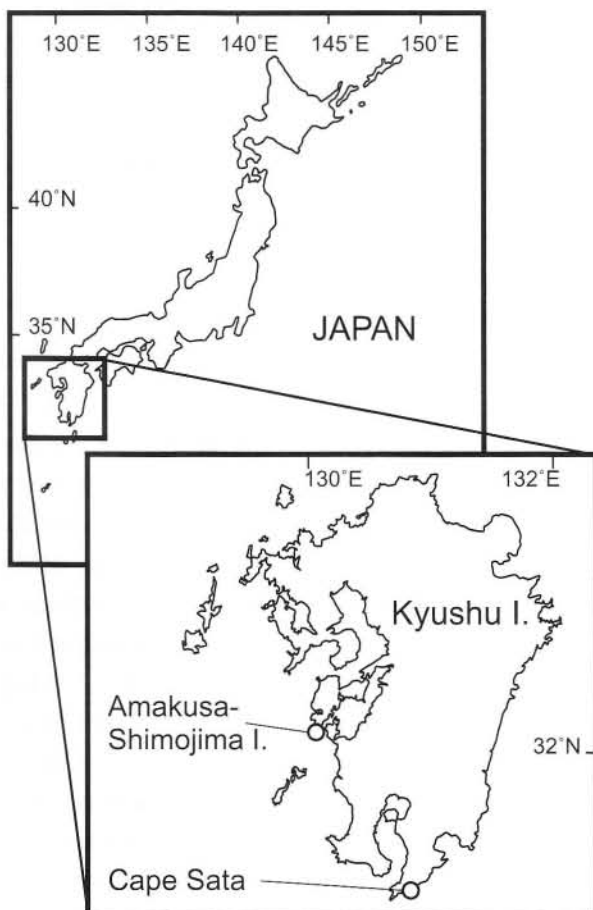 130°E 135°E 140°E 145°E 150°E
40°N
35°N
JAPAN
130°E 132°E
Kyushu I.
Amakusa-
Shimojima I.
32°N
Cape Sata